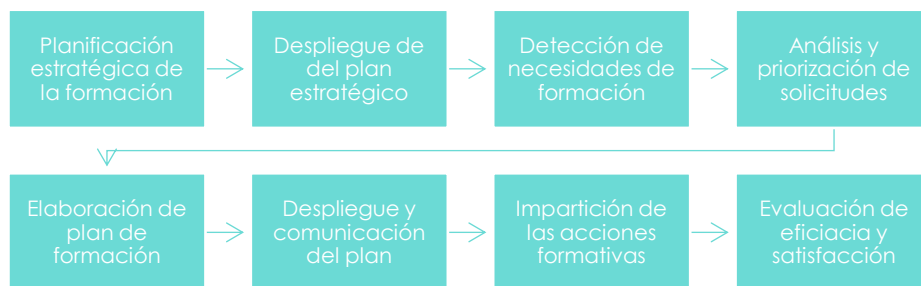 Planificación
estratégica de
la formación
Despliegue de
del plan
estratégico
Detección de
necesidades de
formación
Análisis y
priorización de
solicitudes
Elaboración de
plan de
formación
Despliegue y
comunicación
del plan
Impartición de
las acciones
formativas
Evaluación de
eficiacia y
satisfacción